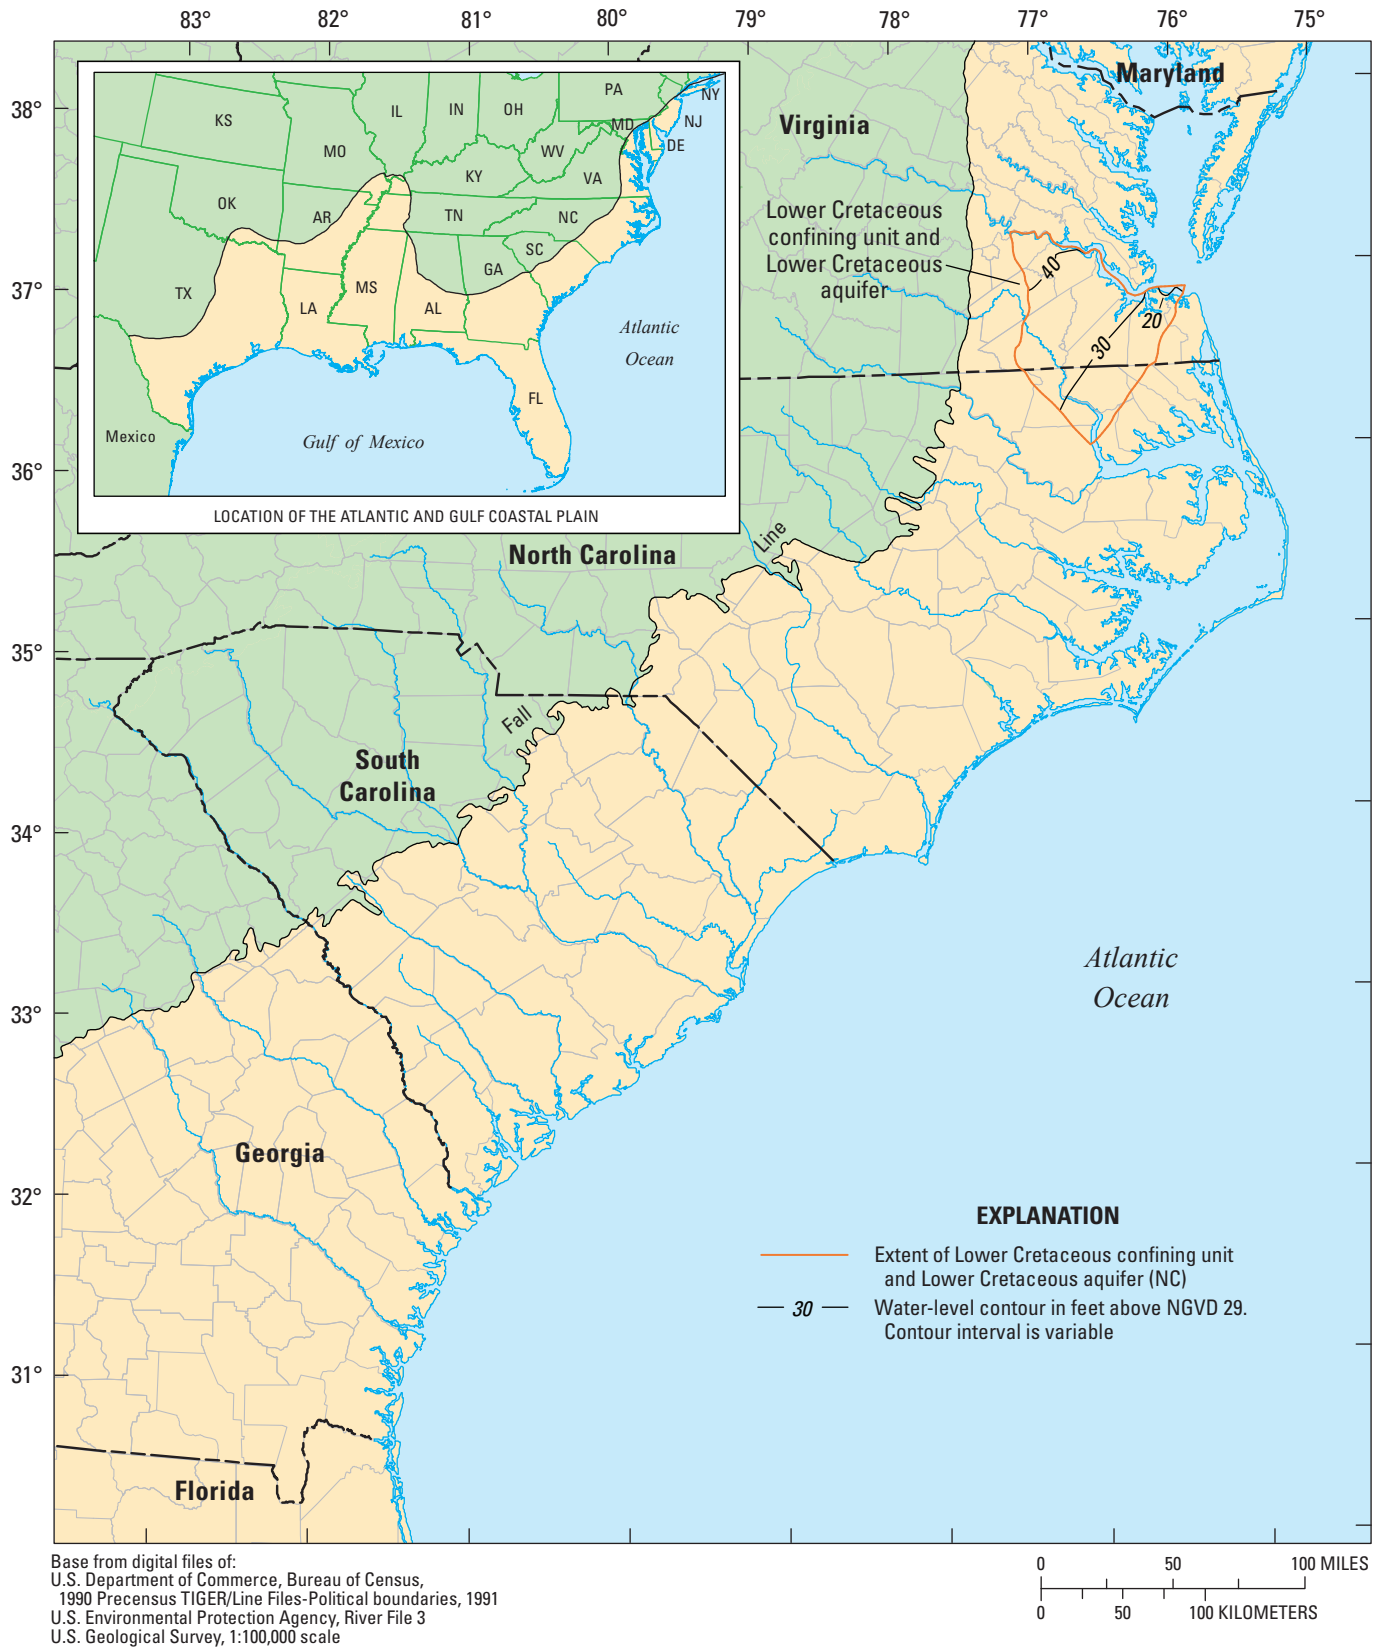 83°
82°
81°
80°
79°
78°
77°
76°
75°
38°
37°
36°
35°
34°
33°
32°
31°
KS
MO
IL
IN
OH
PA
NY
NJ
MD
DE
WV
VA
KY
OK
AR
TN
NC
SC
GA
TX
LA
MS
AL
FL
Mexico
Atlantic
Ocean
Gulf of Mexico
LOCATION OF THE ATLANTIC AND GULF COASTAL PLAIN
Maryland
Virginia
Lower Cretaceous
confining unit and
Lower Cretaceous
aquifer
40
20
30
North Carolina
Line
Fall
South
Carolina
Georgia
Florida
Atlantic
Ocean
EXPLANATION
Extent of Lower Cretaceous confining unit
and Lower Cretaceous aquifer (NC)
30 Water-level contour in feet above NGVD 29.
Contour interval is variable
Base from digital files of:
U.S. Department of Commerce, Bureau of Census,
1990 Precensus TIGER/Line Files-Political boundaries, 1991
U.S. Environmental Protection Agency, River File 3
U.S. Geological Survey, 1:100,000 scale
0 50 100 MILES
0 50 100 KILOMETERS